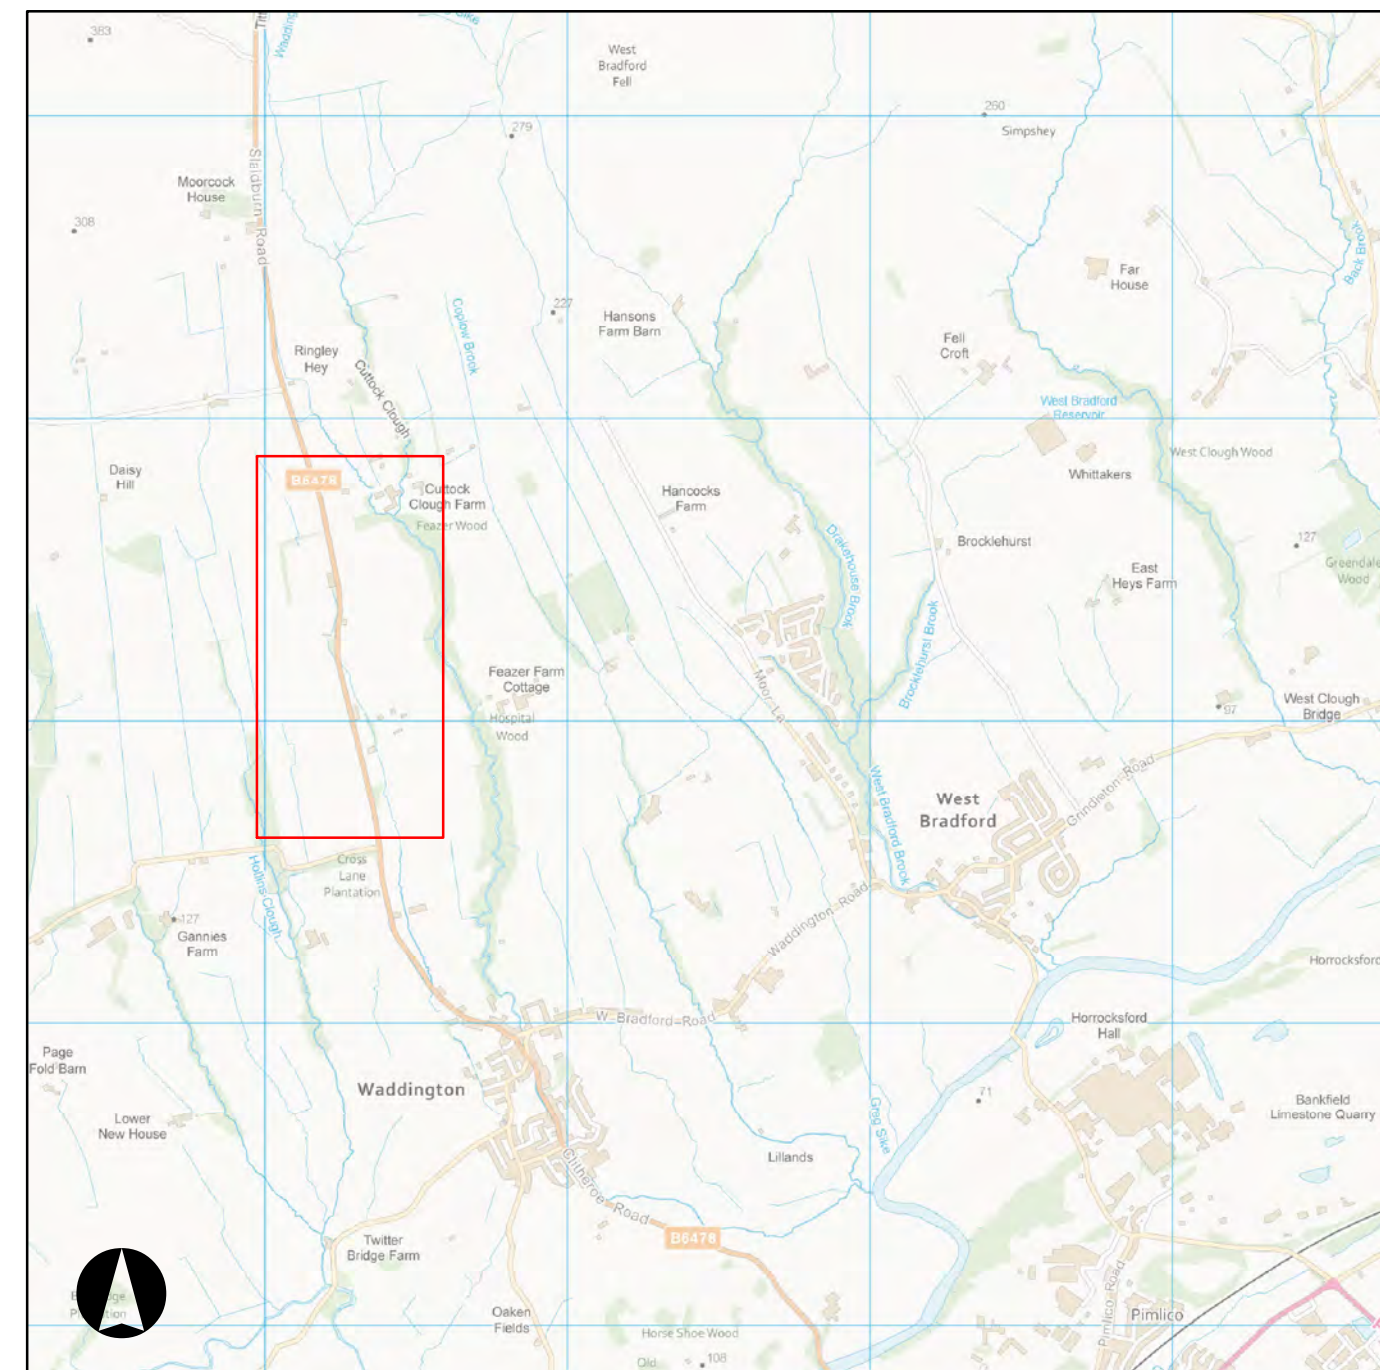 383
West
Bradford
Fell
260
Simpshey
279
Slaidburn Road
Moorcock
House
308
Back Brook
Far
House
227
Hansons
Farm Barn
Coplow Brook
Fell
Croft
Ringley
Hey
Cuttock Clough
West Bradford
Reservoir
West Clough Wood
Daisy
Hill
B6478
Whittakers
Cuttock
Clough Farm
Feazer Wood
Hancocks
Farm
Drakehouse Brook
Brocklehurst
127
Greendale
Wood
East
Heys Farm
Brocklehurst Brook
Feazer Farm
Cottage
Moor La
Hospital
Wood
97
West Clough
Bridge
Grindleton-Road
West
Bradford
West Bradford Brook
Cross
Lane
Plantation
Hollins Clough
127
Gannies
Farm
Waddington-Road
Horrocksford
W-Bradford-Road
Horrocksford
Hall
Page
Fold Barn
Waddington
71
Bankfield
Limestone Quarry
Lower
New House
Greg Sike
Lillands
Clitheroe Road
B6478
Twitter
Bridge Farm
Pimlico Road
Pimlico
Oaken
Fields
Horse Shoe Wood
Old
108